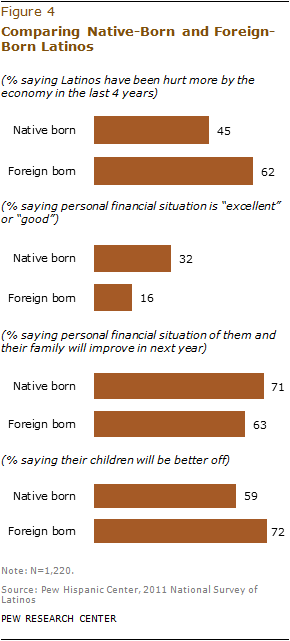 Figure 4
Comparing Native-Born and Foreign-
Born Latinos
(% saying Latinos have been hurt more by the
economy in the last 4 years)
Native born 45
Foreign born 62
(% saying personal financial situation is “excellent”
or “good”)
Native born 32
Foreign born 16
(% saying personal financial situation of them and
their family will improve in next year)
Native born 71
Foreign born 63
(% saying their children will be better off)
Native born 59
Foreign born 72
Note: N=1,220.
Source: Pew Hispanic Center, 2011 National Survey of
Latinos
PEW RESEARCH CENTER